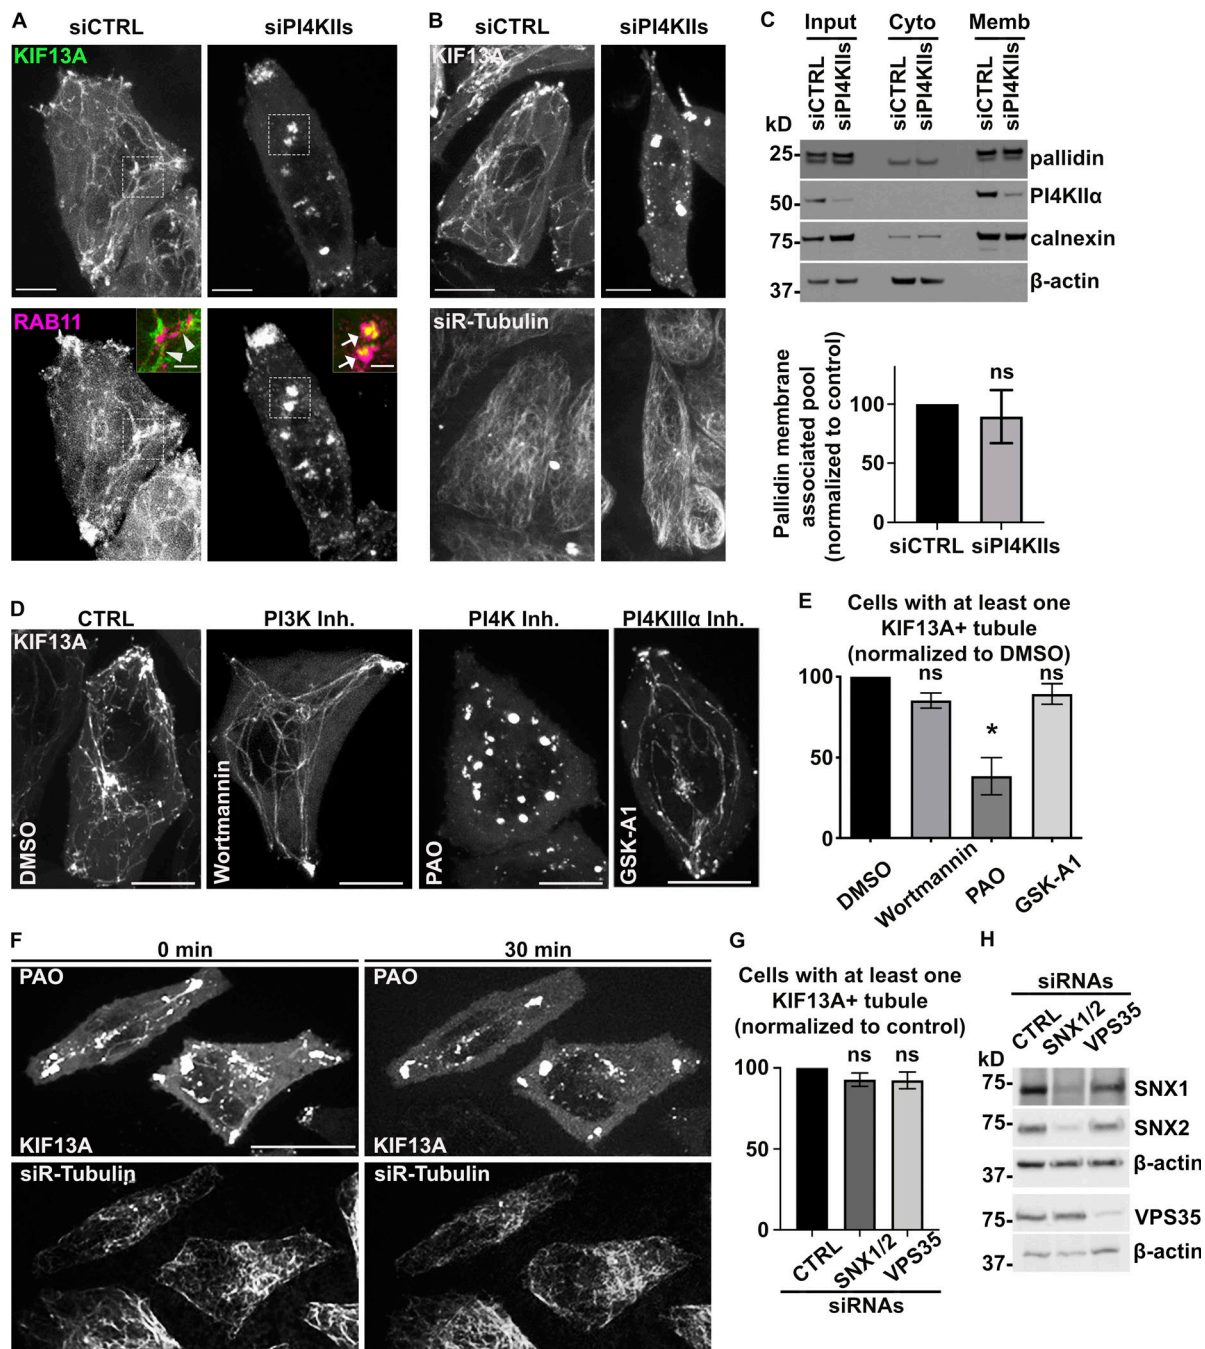 A
siCTRL
siPI4KIIs
KIF13A
RAB11
B
siCTRL
siPI4KIIs
KIF13A
siR-Tubulin
C
Input
Cyto
Memb
siCTRL
siPI4KIIs
siCTRL
siPI4KIIs
siCTRL
siPI4KIIs
kD
25
pallidin
50
PI4KIIα
75
calnexin
37
β-actin
Pallidin membrane
associated pool
(normalized to control)
100
50
0
ns
siCTRL
siPI4KIIs
D
CTRL
PI3K Inh.
PI4K Inh.
PI4KIIIα Inh.
KIF13A
DMSO
Wortmannin
PAO
GSK-A1
E
Cells with at least one
KIF13A+ tubule
(normalized to DMSO)
100
50
0
ns
*
ns
DMSO
Wortmannin
PAO
GSK-A1
F
0 min
30 min
PAO
PAO
KIF13A
KIF13A
siR-Tubulin
siR-Tubulin
G
Cells with at least one
KIF13A+ tubule
(normalized to control)
100
50
0
ns
ns
CTRL
SNX1/2
VPS35
siRNAs
H
siRNAs
CTRL
SNX1/2
VPS35
kD
75
SNX1
75
SNX2
37
β-actin
75
VPS35
37
β-actin